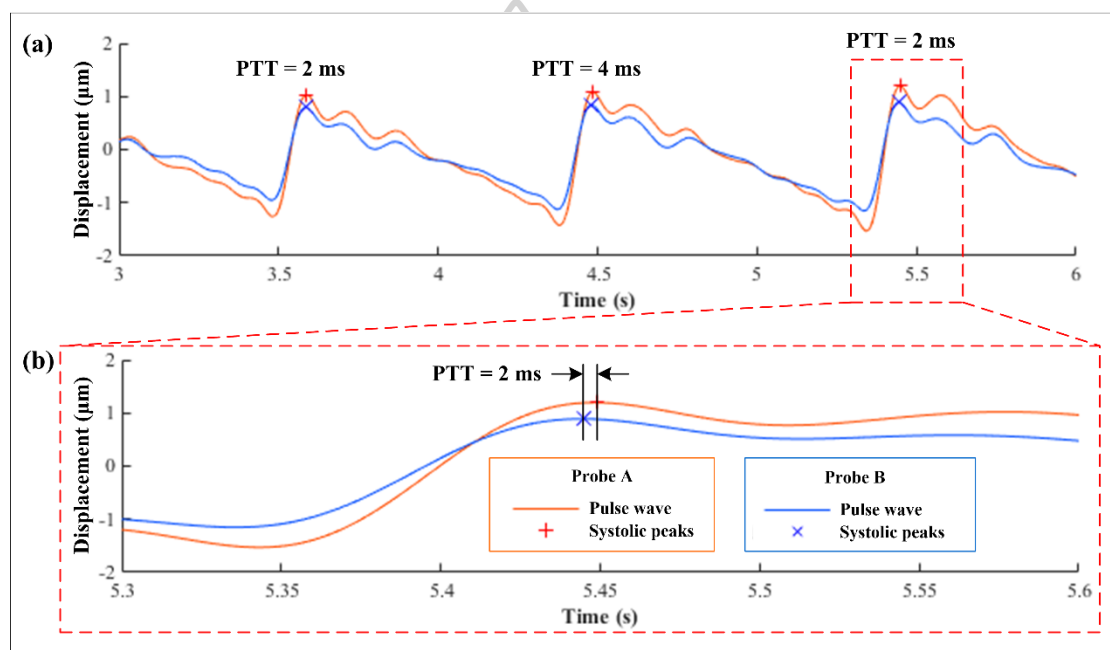 (a)
PTT = 2 ms
PTT = 4 ms
PTT = 2 ms
Displacement (μm)
2
1
0
-1
-2
3
3.5
4
4.5
5
5.5
6
Time (s)
(b)
PTT = 2 ms
Displacement (μm)
2
1
0
-1
-2
Probe A
Pulse wave
Systolic peaks
Probe B
Pulse wave
Systolic peaks
5.3
5.35
5.4
5.45
5.5
5.55
5.6
Time (s)